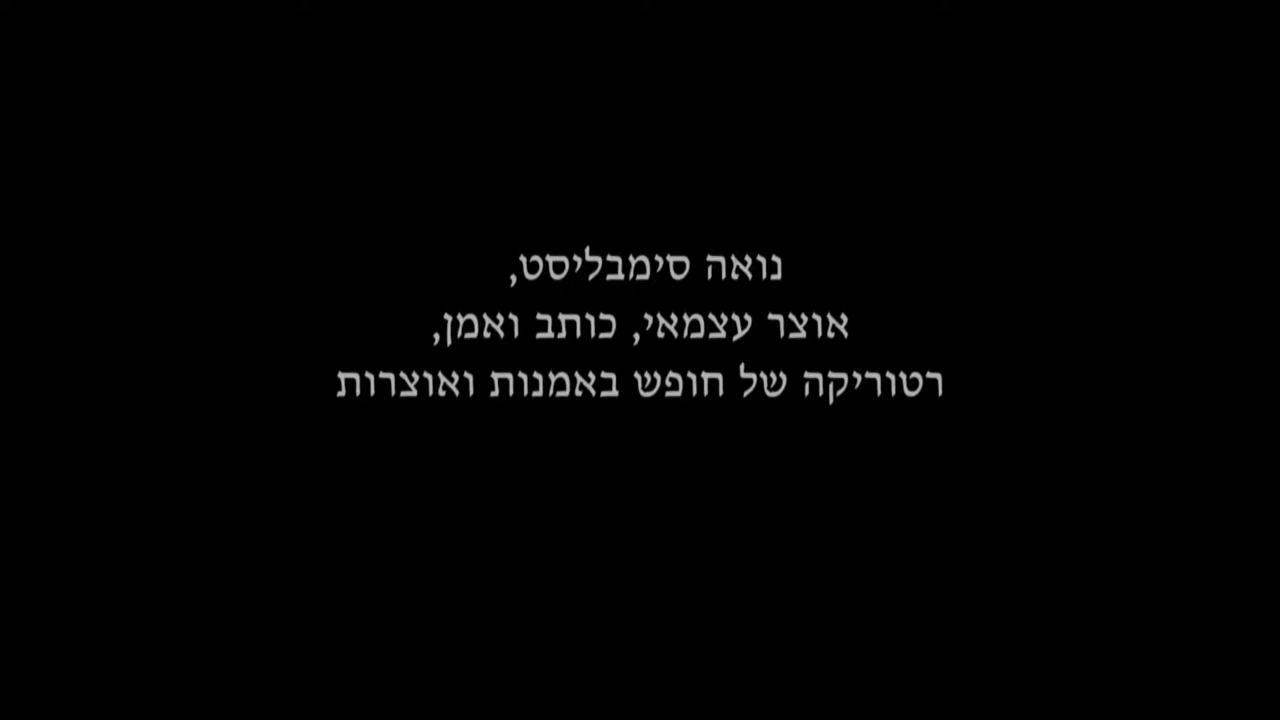 נואה סימבליסט,
אוצר עצמאי, כותב ואמן,
רטוריקה של חופש באמנות ואוצרות